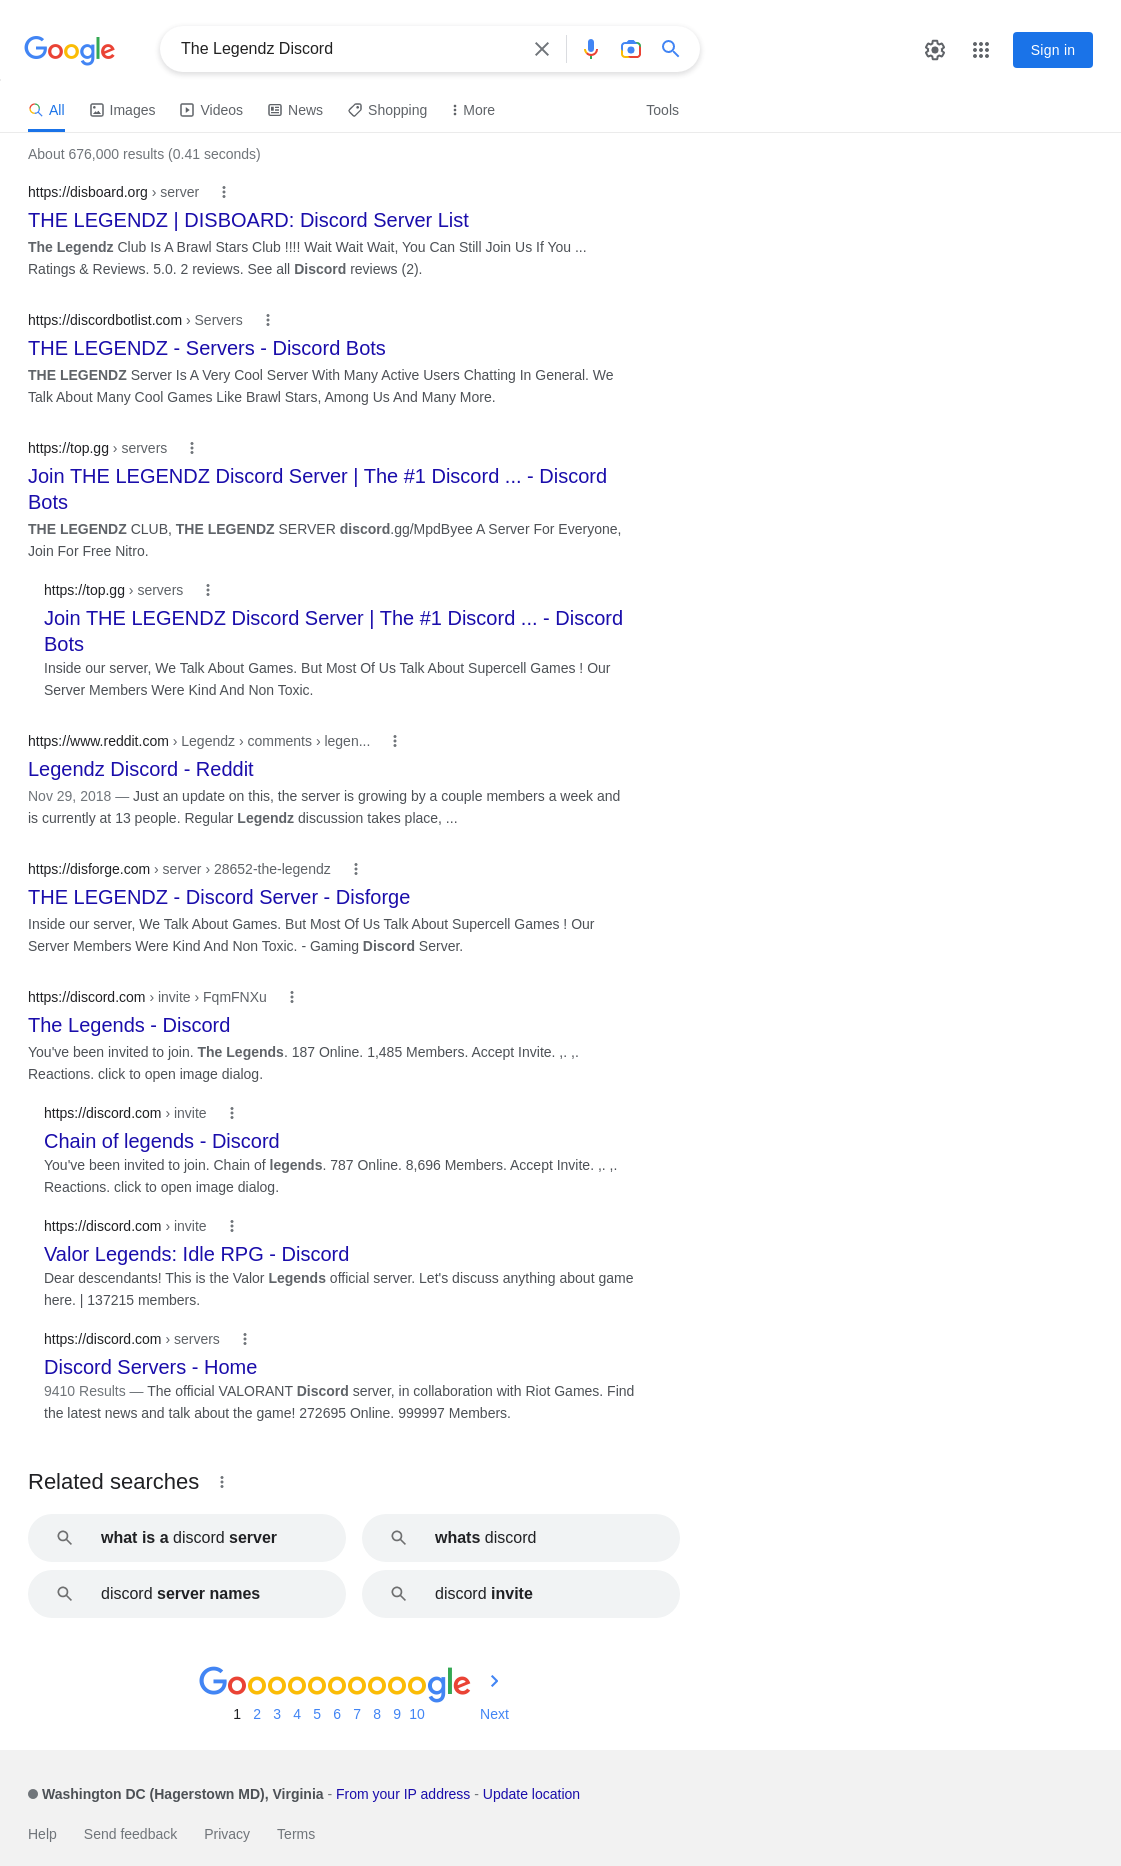 Google
The Legendz Discord
Sign in
All Images Videos News Shopping More Tools
About 676,000 results (0.41 seconds)
https://disboard.org › server
THE LEGENDZ | DISBOARD: Discord Server List
The Legendz Club Is A Brawl Stars Club !!!! Wait Wait Wait, You Can Still Join Us If You ...
Ratings & Reviews. 5.0. 2 reviews. See all Discord reviews (2).
https://discordbotlist.com › Servers
THE LEGENDZ - Servers - Discord Bots
THE LEGENDZ Server Is A Very Cool Server With Many Active Users Chatting In General. We
Talk About Many Cool Games Like Brawl Stars, Among Us And Many More.
https://top.gg › servers
Join THE LEGENDZ Discord Server | The #1 Discord ... - Discord
Bots
THE LEGENDZ CLUB, THE LEGENDZ SERVER discord.gg/MpdByee A Server For Everyone,
Join For Free Nitro.
https://top.gg › servers
Join THE LEGENDZ Discord Server | The #1 Discord ... - Discord
Bots
Inside our server, We Talk About Games. But Most Of Us Talk About Supercell Games ! Our
Server Members Were Kind And Non Toxic.
https://www.reddit.com › Legendz › comments › legen...
Legendz Discord - Reddit
Nov 29, 2018 — Just an update on this, the server is growing by a couple members a week and
is currently at 13 people. Regular Legendz discussion takes place, ...
https://disforge.com › server › 28652-the-legendz
THE LEGENDZ - Discord Server - Disforge
Inside our server, We Talk About Games. But Most Of Us Talk About Supercell Games ! Our
Server Members Were Kind And Non Toxic. - Gaming Discord Server.
https://discord.com › invite › FqmFNXu
The Legends - Discord
You've been invited to join. The Legends. 187 Online. 1,485 Members. Accept Invite. ,. ,.
Reactions. click to open image dialog.
https://discord.com › invite
Chain of legends - Discord
You've been invited to join. Chain of legends. 787 Online. 8,696 Members. Accept Invite. ,. ,.
Reactions. click to open image dialog.
https://discord.com › invite
Valor Legends: Idle RPG - Discord
Dear descendants! This is the Valor Legends official server. Let's discuss anything about game
here. | 137215 members.
https://discord.com › servers
Discord Servers - Home
9410 Results — The official VALORANT Discord server, in collaboration with Riot Games. Find
the latest news and talk about the game! 272695 Online. 999997 Members.
Related searches
what is a discord server
whats discord
discord server names
discord invite
Goooooooooogle
1 2 3 4 5 6 7 8 9 10 Next
Washington DC (Hagerstown MD), Virginia - From your IP address - Update location
Help Send feedback Privacy Terms